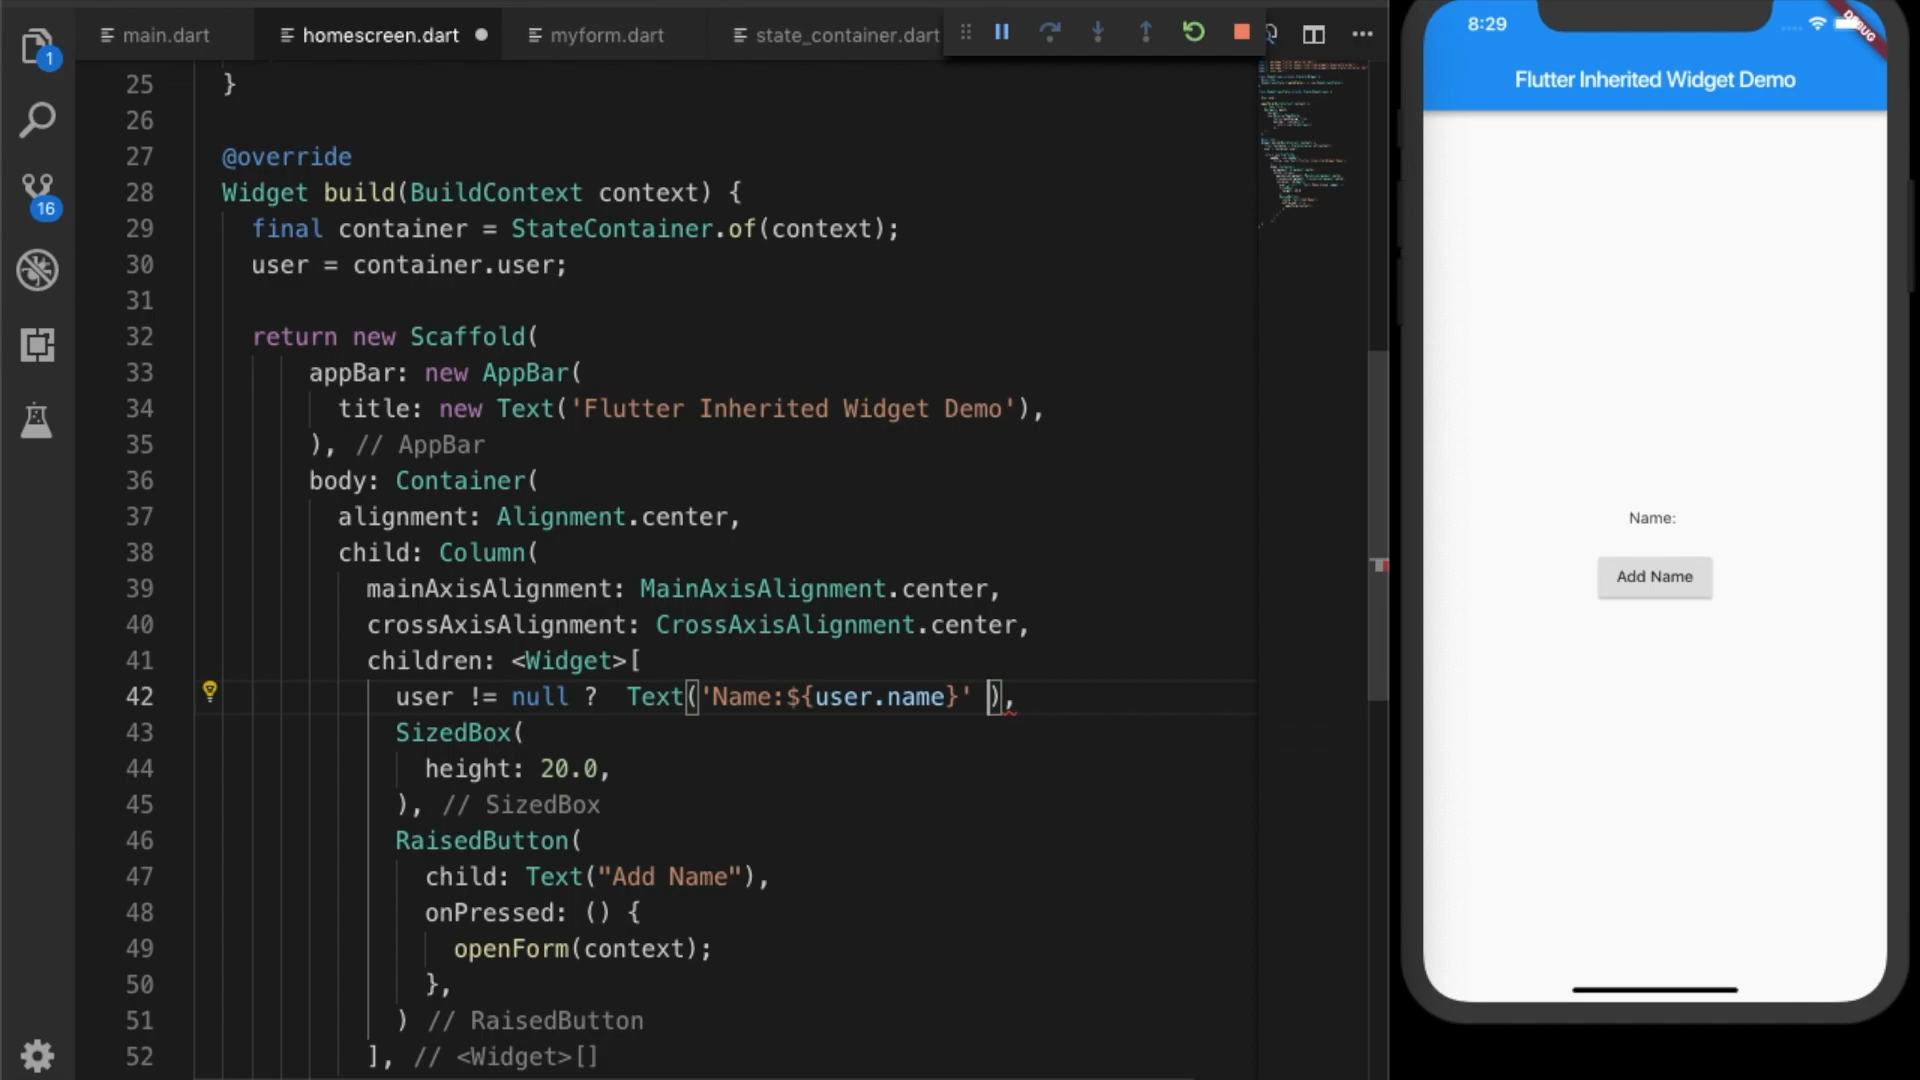 main.dart
homescreen.dart
myform.dart
state_container.dart
1
16
25 }
26
27 @override
28 Widget build(BuildContext context) {
29 final container = StateContainer.of(context);
30 user = container.user;
31
32 return new Scaffold(
33 appBar: new AppBar(
34 title: new Text('Flutter Inherited Widget Demo'),
35 ), // AppBar
36 body: Container(
37 alignment: Alignment.center,
38 child: Column(
39 mainAxisAlignment: MainAxisAlignment.center,
40 crossAxisAlignment: CrossAxisAlignment.center,
41 children: <Widget>[
42 user != null ?  Text('Name:${user.name}' ),
43 SizedBox(
44 height: 20.0,
45 ), // SizedBox
46 RaisedButton(
47 child: Text("Add Name"),
48 onPressed: () {
49 openForm(context);
50 },
51 ) // RaisedButton
52 ], // <Widget>[]
8:29
DEBUG
Flutter Inherited Widget Demo
Name:
Add Name